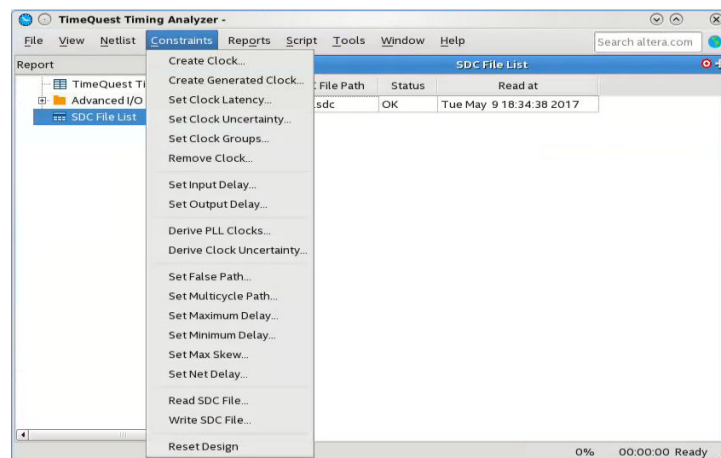 TimeQuest Timing Analyzer -
File View Netlist Constraints Reports Script Tools Window Help
Search altera.com
Report
SDC File List
TimeQuest Ti
Advanced I/O
SDC File List
File Path Status Read at
.sdc OK Tue May 9 18:34:38 2017
Create Clock...
Create Generated Clock...
Set Clock Latency...
Set Clock Uncertainty...
Set Clock Groups...
Remove Clock...
Set Input Delay...
Set Output Delay...
Derive PLL Clocks...
Derive Clock Uncertainty...
Set False Path...
Set Multicycle Path...
Set Maximum Delay...
Set Minimum Delay...
Set Max Skew...
Set Net Delay...
Read SDC File...
Write SDC File...
Reset Design
0% 00:00:00 Ready